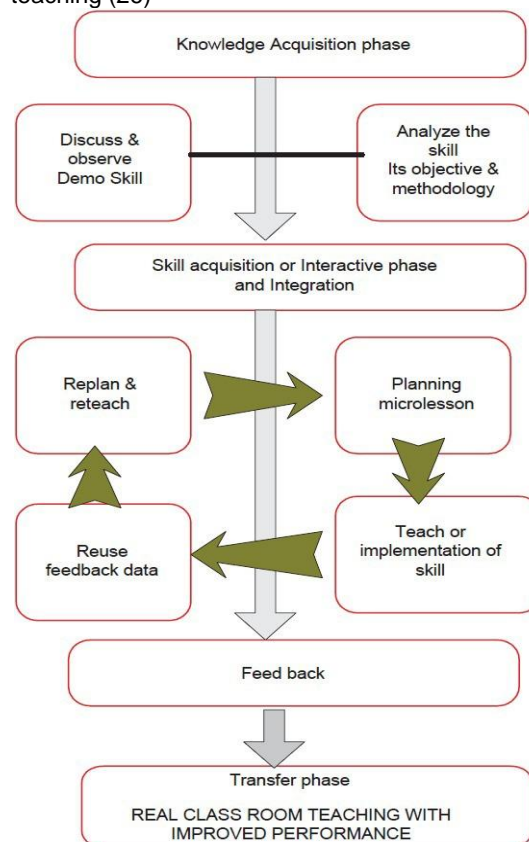 teaching (20)
Knowledge Acquisition phase
Discuss &
observe
Demo Skill
Analyze the
skill
Its objective &
methodology
Skill acquisition or Interactive phase
and Integration
Replan &
reteach
Planning
microlesson
Reuse
feedback data
Teach or
implementation of
skill
Feed back
Transfer phase
REAL CLASS ROOM TEACHING WITH
IMPROVED PERFORMANCE